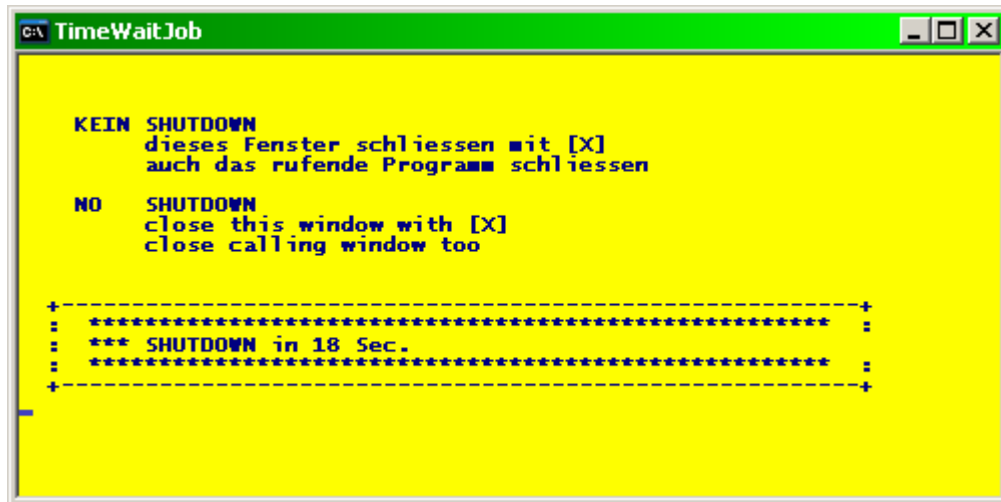 TimeWaitJob
KEIN SHUTDOWN
dieses Fenster schliessen mit [X]
auch das rufende Programm schliessen
NO SHUTDOWN
close this window with [X]
close calling window too
+---------------------------------------------------------+
: ***************************************************** :
: *** SHUTDOWN in 18 Sec.
: ***************************************************** :
+---------------------------------------------------------+